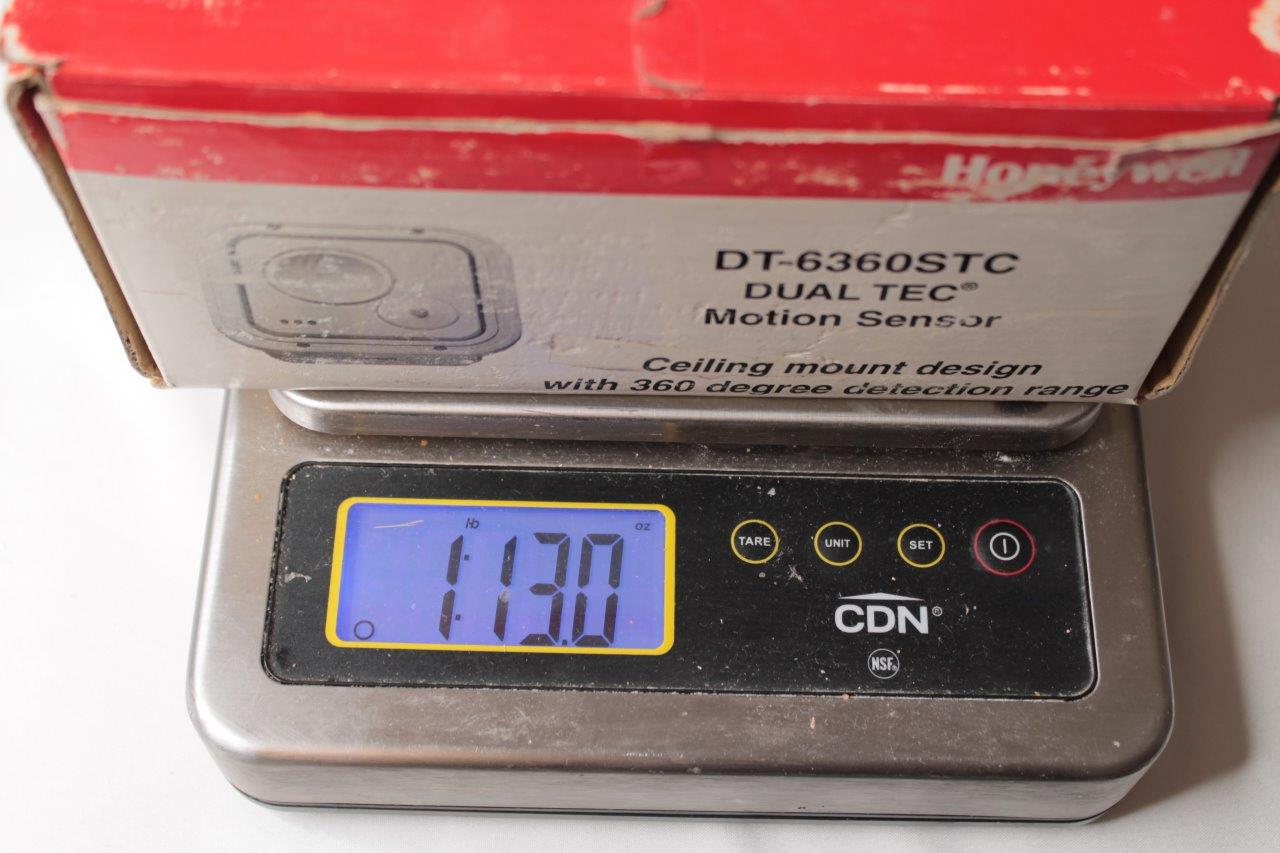 Honeywell
DT-6360STC
DUAL TEC®
Motion Sensor
Ceiling mount design
with 360 degree detection range
lb oz
1:13.0
TARE UNIT SET
CDN®
NSF®